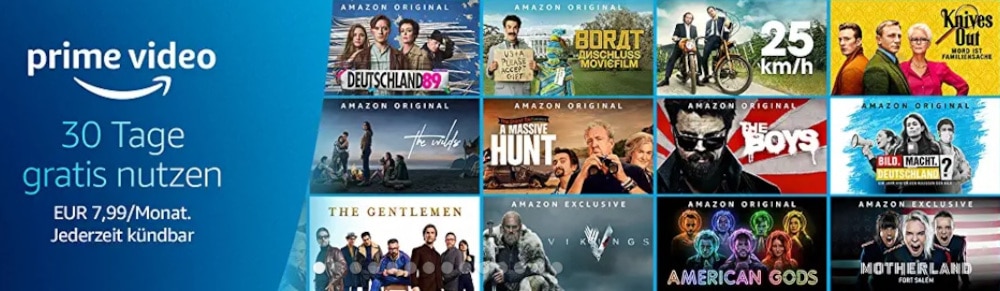 prime video
30 Tage
gratis nutzen
EUR 7,99/Monat.
Jederzeit kündbar
AMAZON ORIGINAL
DEUTSCHLAND89
AMAZON ORIGINAL
PLEASE
ACCEPT
BORAT
ANSCHLUSS
MOVIEFILM
25
km/h
Knives
Out
MORD IST
FAMILIENSACHE
AMAZON ORIGINAL
the wilds
AMAZON ORIGINAL
A MASSIVE
HUNT
AMAZON ORIGINAL
THE
BOYS
AMAZON ORIGINAL
BILD. MACHT.
DEUTSCHLAND?
THE GENTLEMEN
AMAZON EXCLUSIVE
VIKINGS
AMAZON ORIGINAL
AMERICAN GODS
AMAZON EXCLUSIVE
MOTHERLAND
FORT SALEM